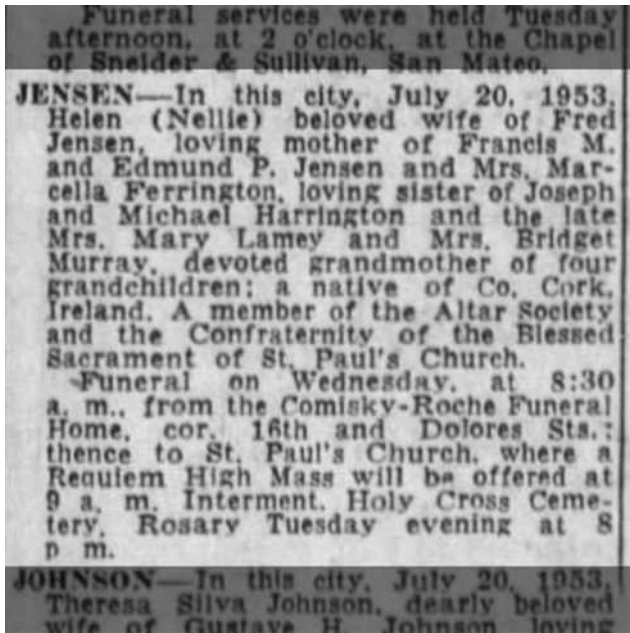 Funeral services were held Tuesday
afternoon, at 2 o'clock, at the Chapel
of Sneider & Sullivan, San Mateo.
JENSEN—In this city, July 20, 1953,
Helen (Nellie) beloved wife of Fred
Jensen, loving mother of Francis M.
and Edmund P. Jensen and Mrs. Mar-
cella Ferrington, loving sister of Joseph
and Michael Harrington and the late
Mrs. Mary Lamey and Mrs. Bridget
Murray, devoted grandmother of four
grandchildren; a native of Co. Cork,
Ireland. A member of the Altar Society
and the Confraternity of the Blessed
Sacrament of St. Paul's Church.
Funeral on Wednesday, at 8:30
a. m., from the Comisky-Roche Funeral
Home, cor. 16th and Dolores Sts.;
thence to St. Paul's Church, where a
Requiem High Mass will be offered at
9 a. m. Interment, Holy Cross Ceme-
tery. Rosary Tuesday evening at 8
p m.
JOHNSON—In this city, July 20, 1953,
Theresa Silva Johnson, dearly beloved
wife of Gustave H. Johnson, loving